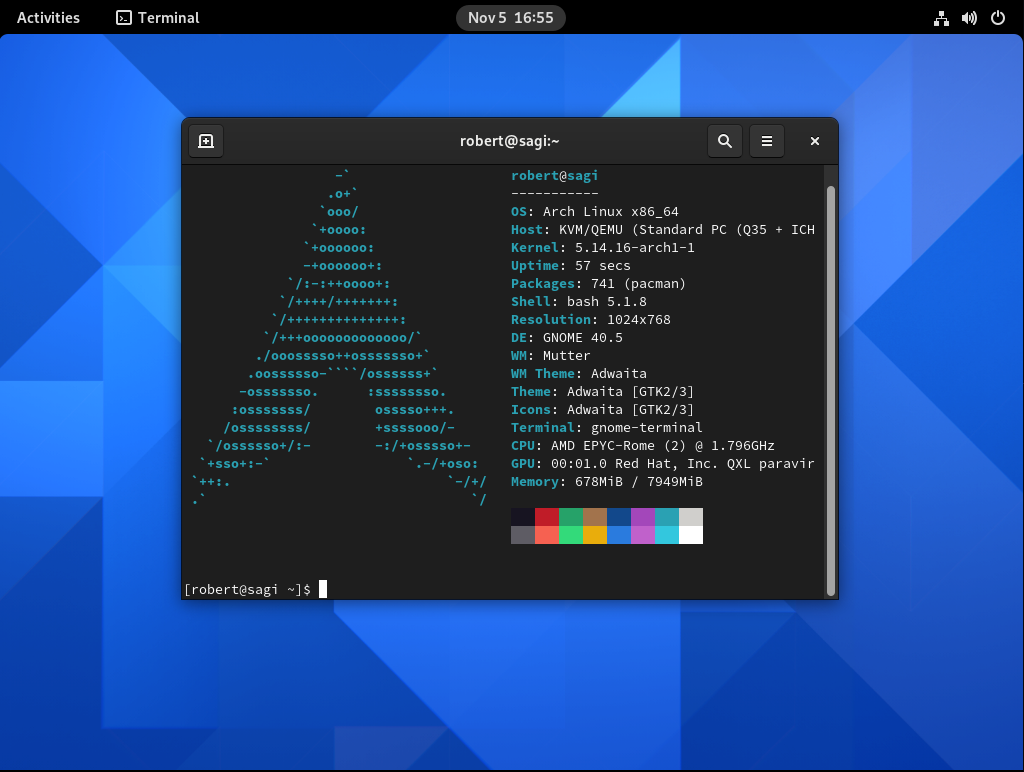 Activities Terminal Nov 5 16:55
robert@sagi:~
-`
.o+`
`ooo/
`+oooo:
`+oooooo:
-+oooooo+:
`/:-:++oooo+:
`/++++/+++++++:
`/++++++++++++++:
`/+++ooooooooooooo/`
./ooosssso++osssssso+`
.oossssso-````/ossssss+`
-osssssso. :ssssssso.
:osssssss/ osssso+++.
/ossssssss/ +ssssooo/-
`/ossssso+/:- -:/+osssso+-
`+sso+:-` `.-/+oso:
`++:. `-/+/
.` `/
robert@sagi
-----------
OS: Arch Linux x86_64
Host: KVM/QEMU (Standard PC (Q35 + ICH
Kernel: 5.14.16-arch1-1
Uptime: 57 secs
Packages: 741 (pacman)
Shell: bash 5.1.8
Resolution: 1024x768
DE: GNOME 40.5
WM: Mutter
WM Theme: Adwaita
Theme: Adwaita [GTK2/3]
Icons: Adwaita [GTK2/3]
Terminal: gnome-terminal
CPU: AMD EPYC-Rome (2) @ 1.796GHz
GPU: 00:01.0 Red Hat, Inc. QXL paravir
Memory: 678MiB / 7949MiB
[robert@sagi ~]$